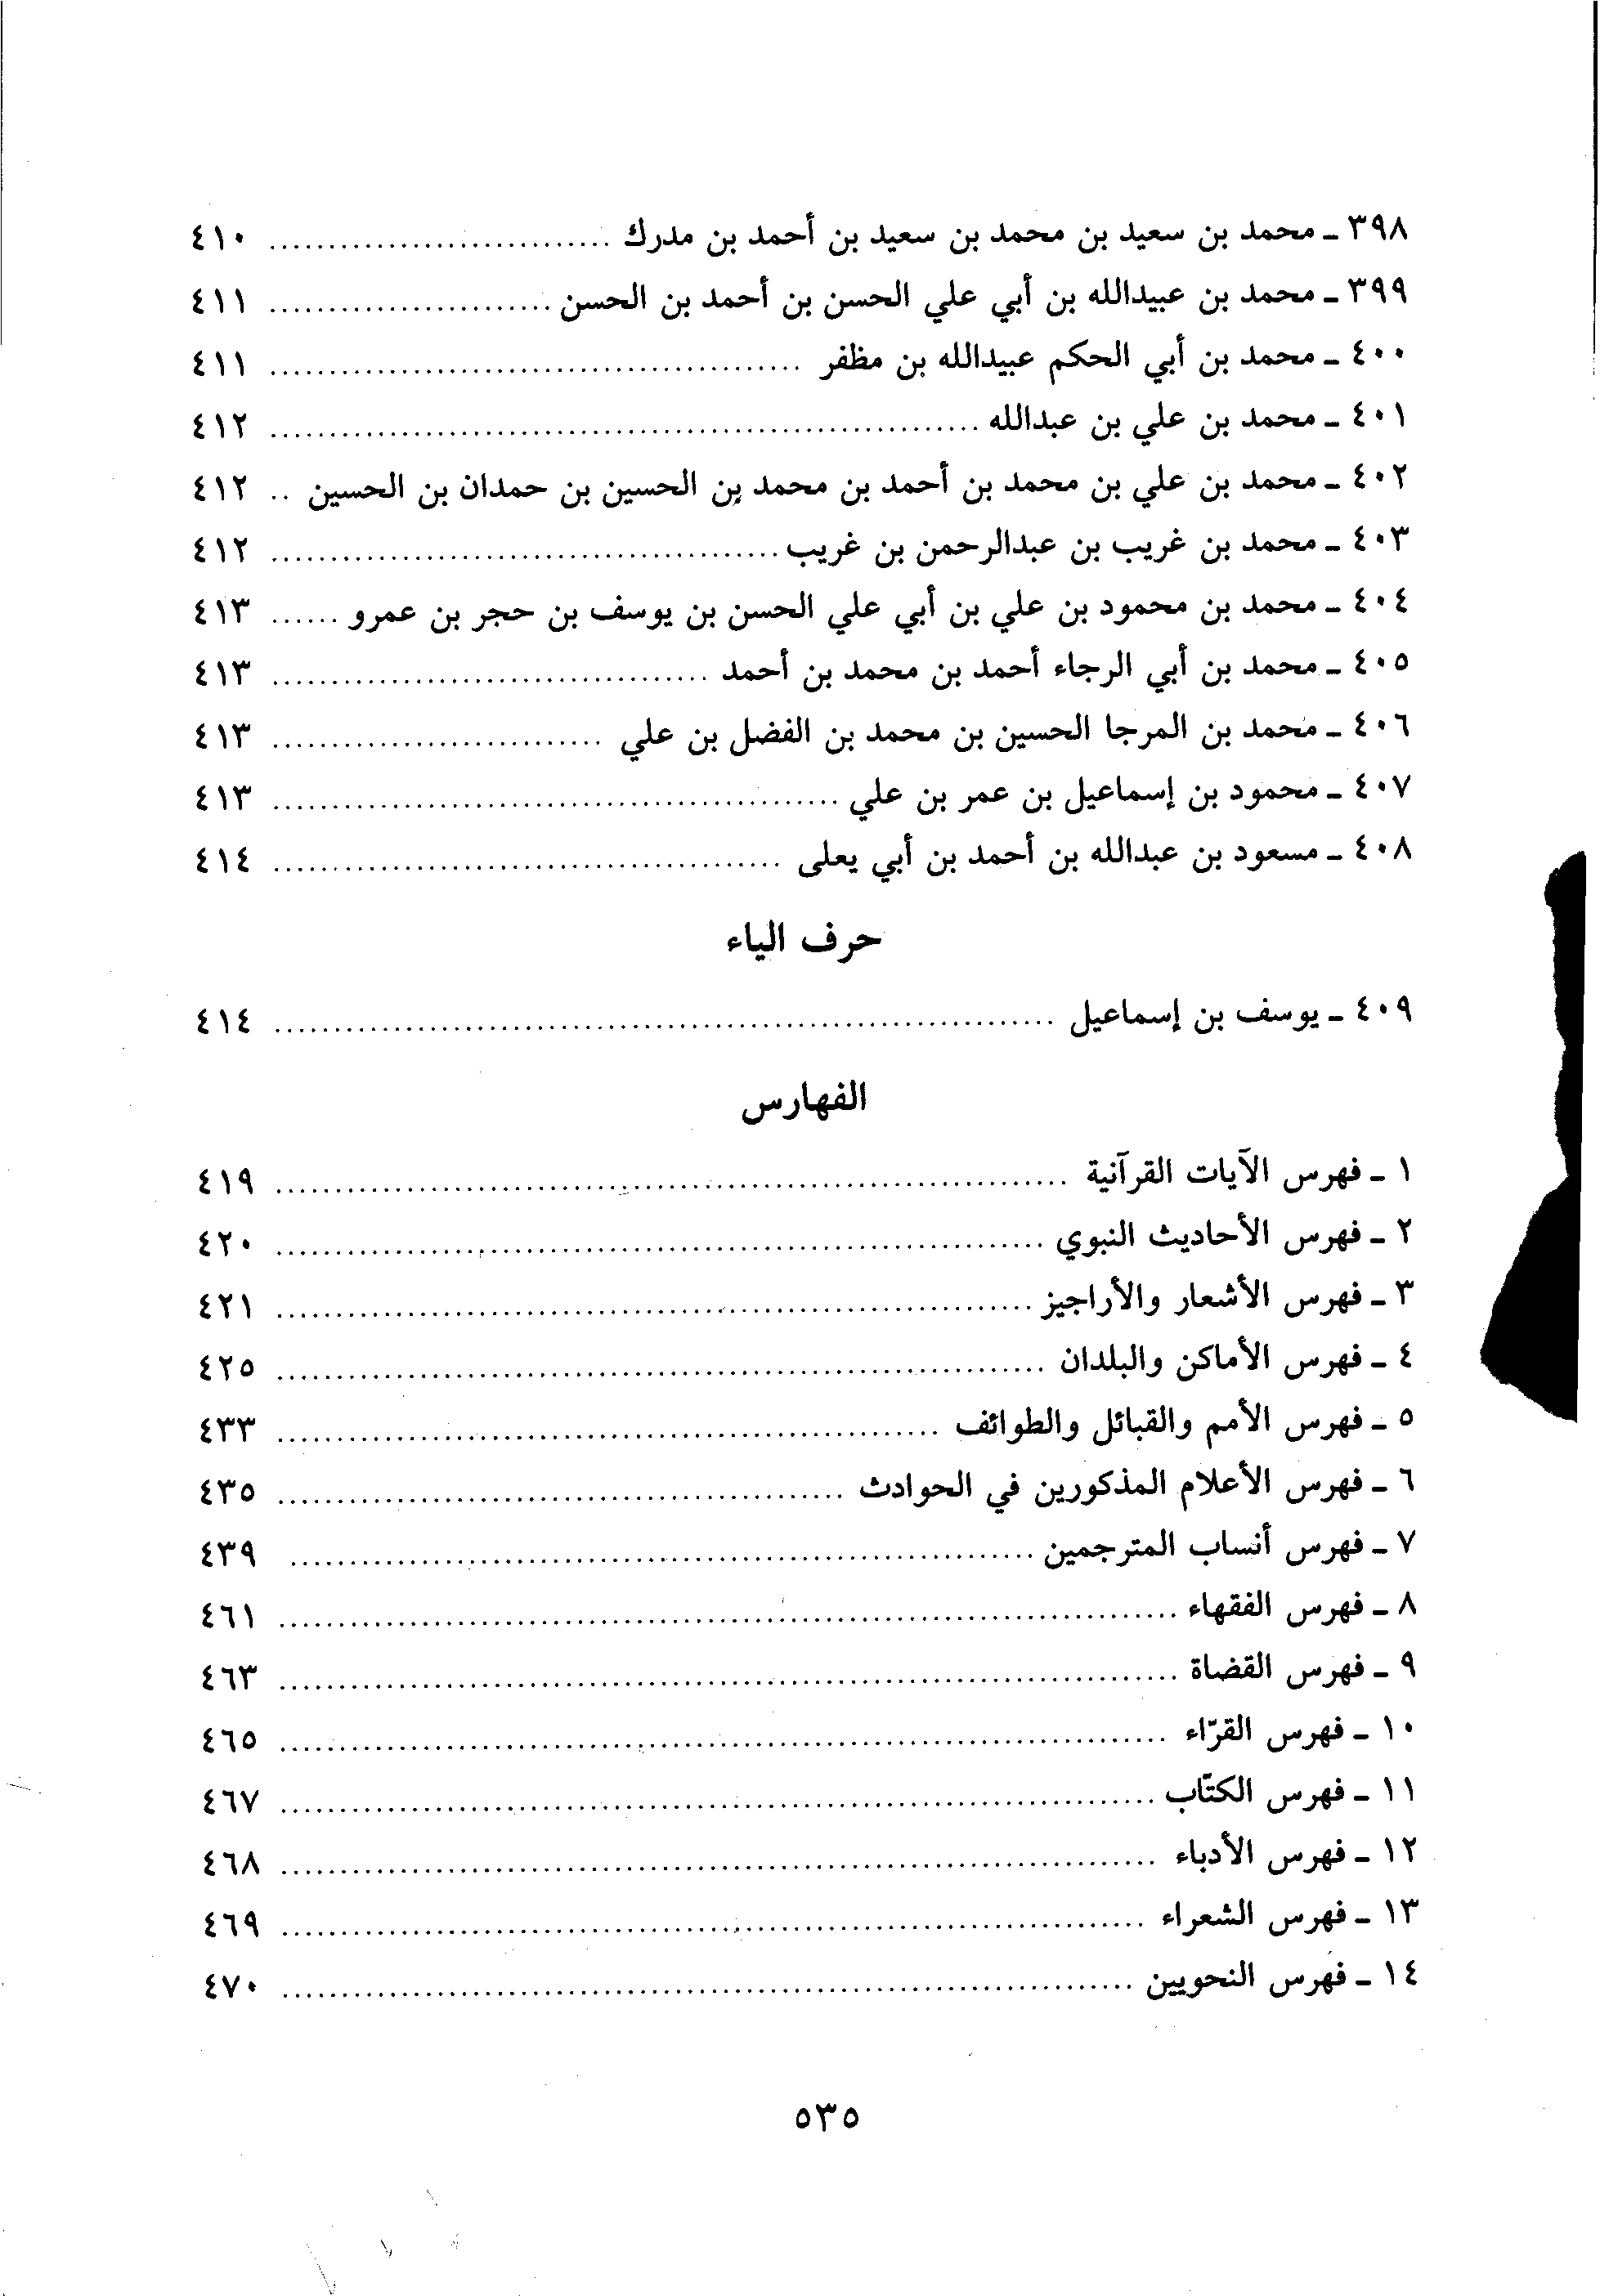 ٣٩٨ ـ محمد بن سعيد بن محمد بن سعيد بن أحمد بن مدرك ............................ ٤١٠
٣٩٩ ـ محمد بن عبيدالله بن أبي علي الحسن بن أحمد بن الحسن ........................ ٤١١
٤٠٠ ـ محمد بن أبي الحكم عبيدالله بن مظفر ............................................ ٤١١
٤٠١ ـ محمد بن علي بن عبدالله ............................................................ ٤١٢
٤٠٢ ـ محمد بن علي بن محمد بن أحمد بن محمد بن الحسين بن حمدان بن الحسين .. ٤١٢
٤٠٣ ـ محمد بن غريب بن عبدالرحمن بن غريب .......................................... ٤١٢
٤٠٤ ـ محمد بن محمود بن علي بن أبي علي الحسن بن يوسف بن حجر بن عمرو ...... ٤١٣
٤٠٥ ـ محمد بن أبي الرجاء أحمد بن محمد بن أحمد .................................... ٤١٣
٤٠٦ ـ محمد بن المرجا الحسين بن محمد بن الفضل بن علي ............................ ٤١٣
٤٠٧ ـ محمود بن إسماعيل بن عمر بن علي ............................................... ٤١٣
٤٠٨ ـ مسعود بن عبدالله بن أحمد بن أبي يعلى .......................................... ٤١٤
حرف الياء
٤٠٩ ـ يوسف بن إسماعيل ................................................................ ٤١٤
الفهارس
١ ـ فهرس الآيات القرآنية ................................................................ ٤١٩
٢ ـ فهرس الأحاديث النبوي .............................................................. ٤٢٠
٣ ـ فهرس الأشعار والأراجيز ............................................................. ٤٢١
٤ ـ فهرس الأماكن والبلدان .............................................................. ٤٢٥
٥ ـ فهرس الأمم والقبائل والطوائف ...................................................... ٤٣٣
٦ ـ فهرس الأعلام المذكورين في الحوادث ............................................... ٤٣٥
٧ ـ فهرس أنساب المترجمين ............................................................ ٤٣٩
٨ ـ فهرس الفقهاء ........................................................................ ٤٦١
٩ ـ فهرس القضاة ........................................................................ ٤٦٣
١٠ ـ فهرس القرّاء ....................................................................... ٤٦٥
١١ ـ فهرس الكتّاب ...................................................................... ٤٦٧
١٢ ـ فهرس الأدباء ...................................................................... ٤٦٨
١٣ ـ فهرس الشعراء ..................................................................... ٤٦٩
١٤ ـ فهرس النحويين .................................................................... ٤٧٠
٥٣٥